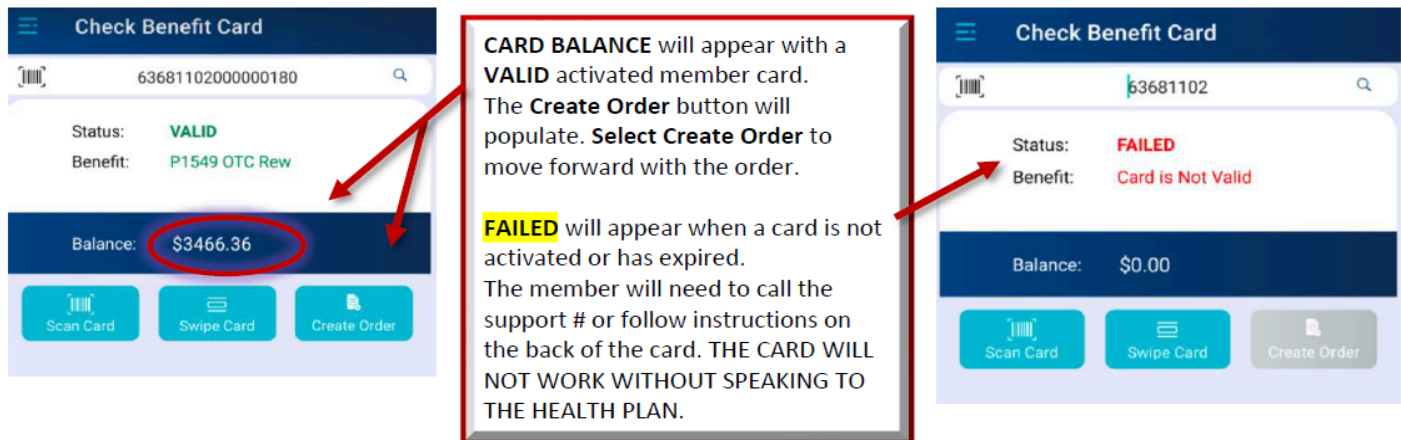 Check Benefit Card
63681102000000180
Status: VALID
Benefit: P1549 OTC Rew
Balance: $3466.36
Scan Card
Swipe Card
Create Order
CARD BALANCE will appear with a
VALID activated member card.
The Create Order button will
populate. Select Create Order to
move forward with the order.
FAILED will appear when a card is not
activated or has expired.
The member will need to call the
support # or follow instructions on
the back of the card. THE CARD WILL
NOT WORK WITHOUT SPEAKING TO
THE HEALTH PLAN.
Check Benefit Card
63681102
Status: FAILED
Benefit: Card is Not Valid
Balance: $0.00
Scan Card
Swipe Card
Create Order